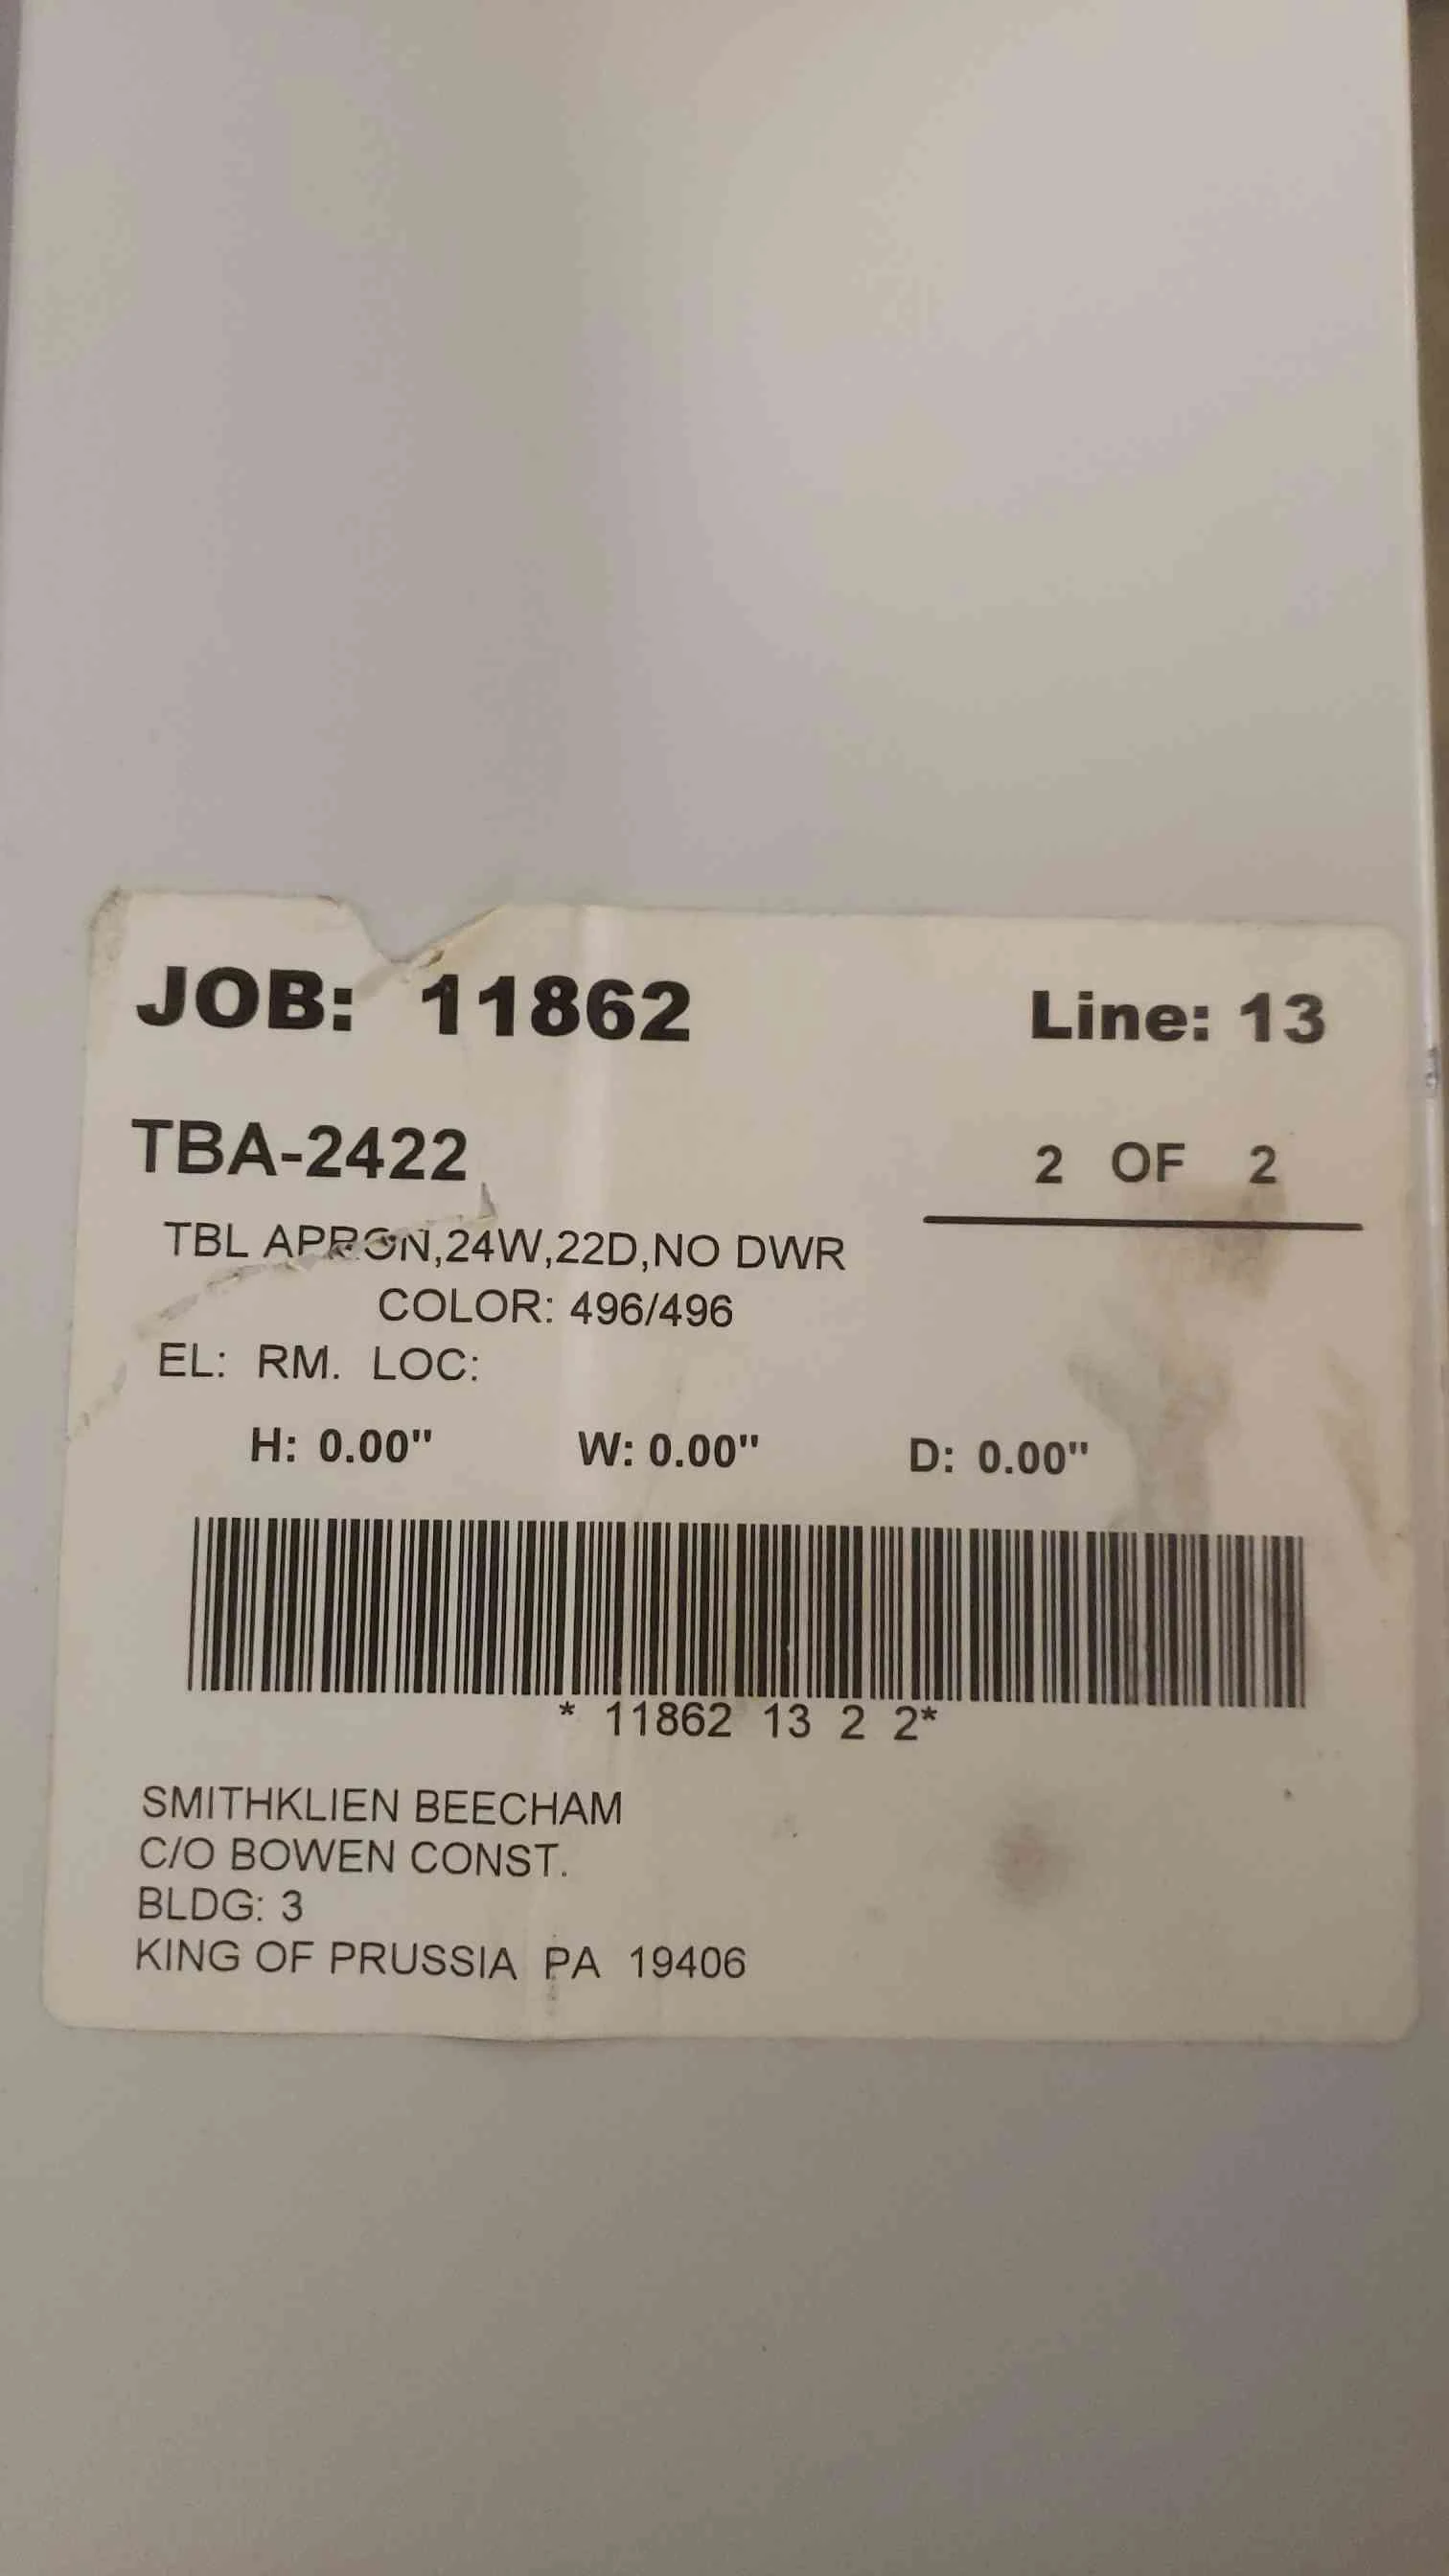 JOB: 11862 Line: 13
TBA-2422 2 OF 2
TBL APRON,24W,22D,NO DWR
COLOR: 496/496
EL: RM. LOC:
H: 0.00" W: 0.00" D: 0.00"
* 11862 13 2 2*
SMITHKLIEN BEECHAM
C/O BOWEN CONST.
BLDG: 3
KING OF PRUSSIA PA 19406